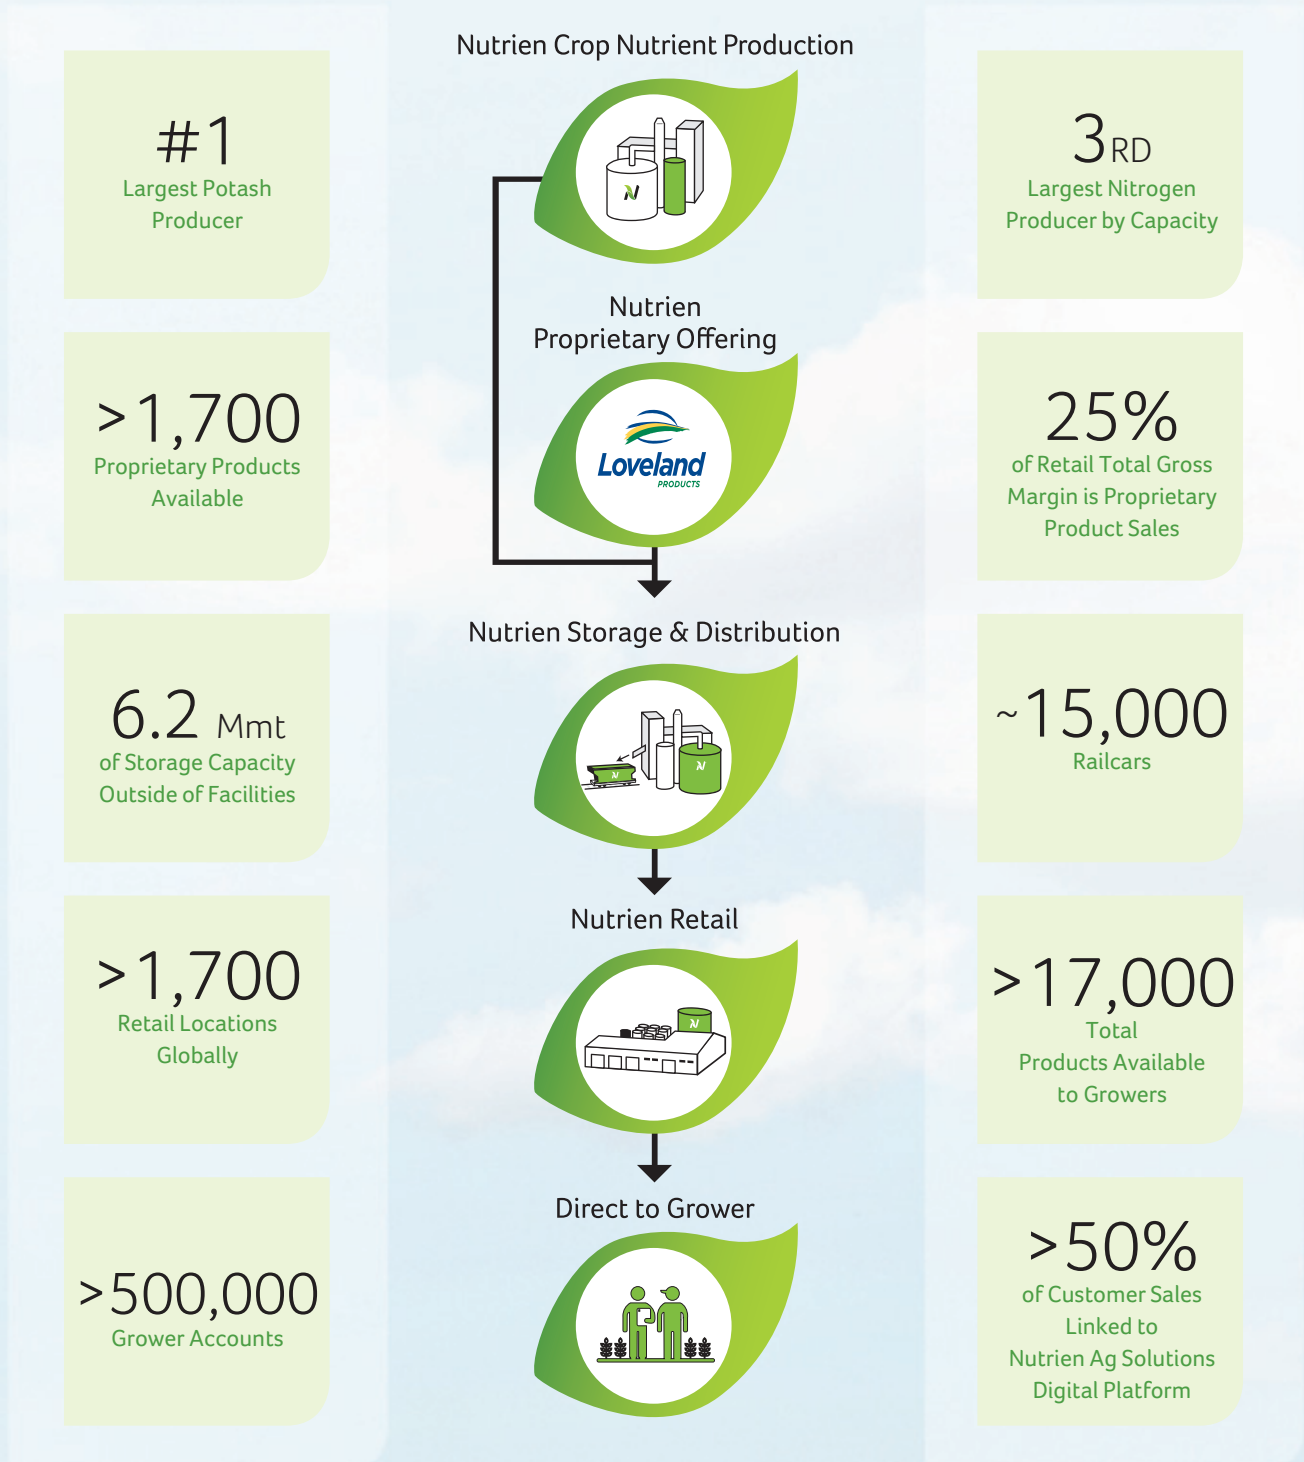 Nutrien Crop Nutrient Production
#1
Largest Potash
Producer
3RD
Largest Nitrogen
Producer by Capacity
Nutrien
Proprietary Offering
>1,700
Proprietary Products
Available
Loveland
PRODUCTS
25%
of Retail Total Gross
Margin is Proprietary
Product Sales
Nutrien Storage & Distribution
6.2 Mmt
of Storage Capacity
Outside of Facilities
~15,000
Railcars
Nutrien Retail
>1,700
Retail Locations
Globally
>17,000
Total
Products Available
to Growers
Direct to Grower
>500,000
Grower Accounts
>50%
of Customer Sales
Linked to
Nutrien Ag Solutions
Digital Platform